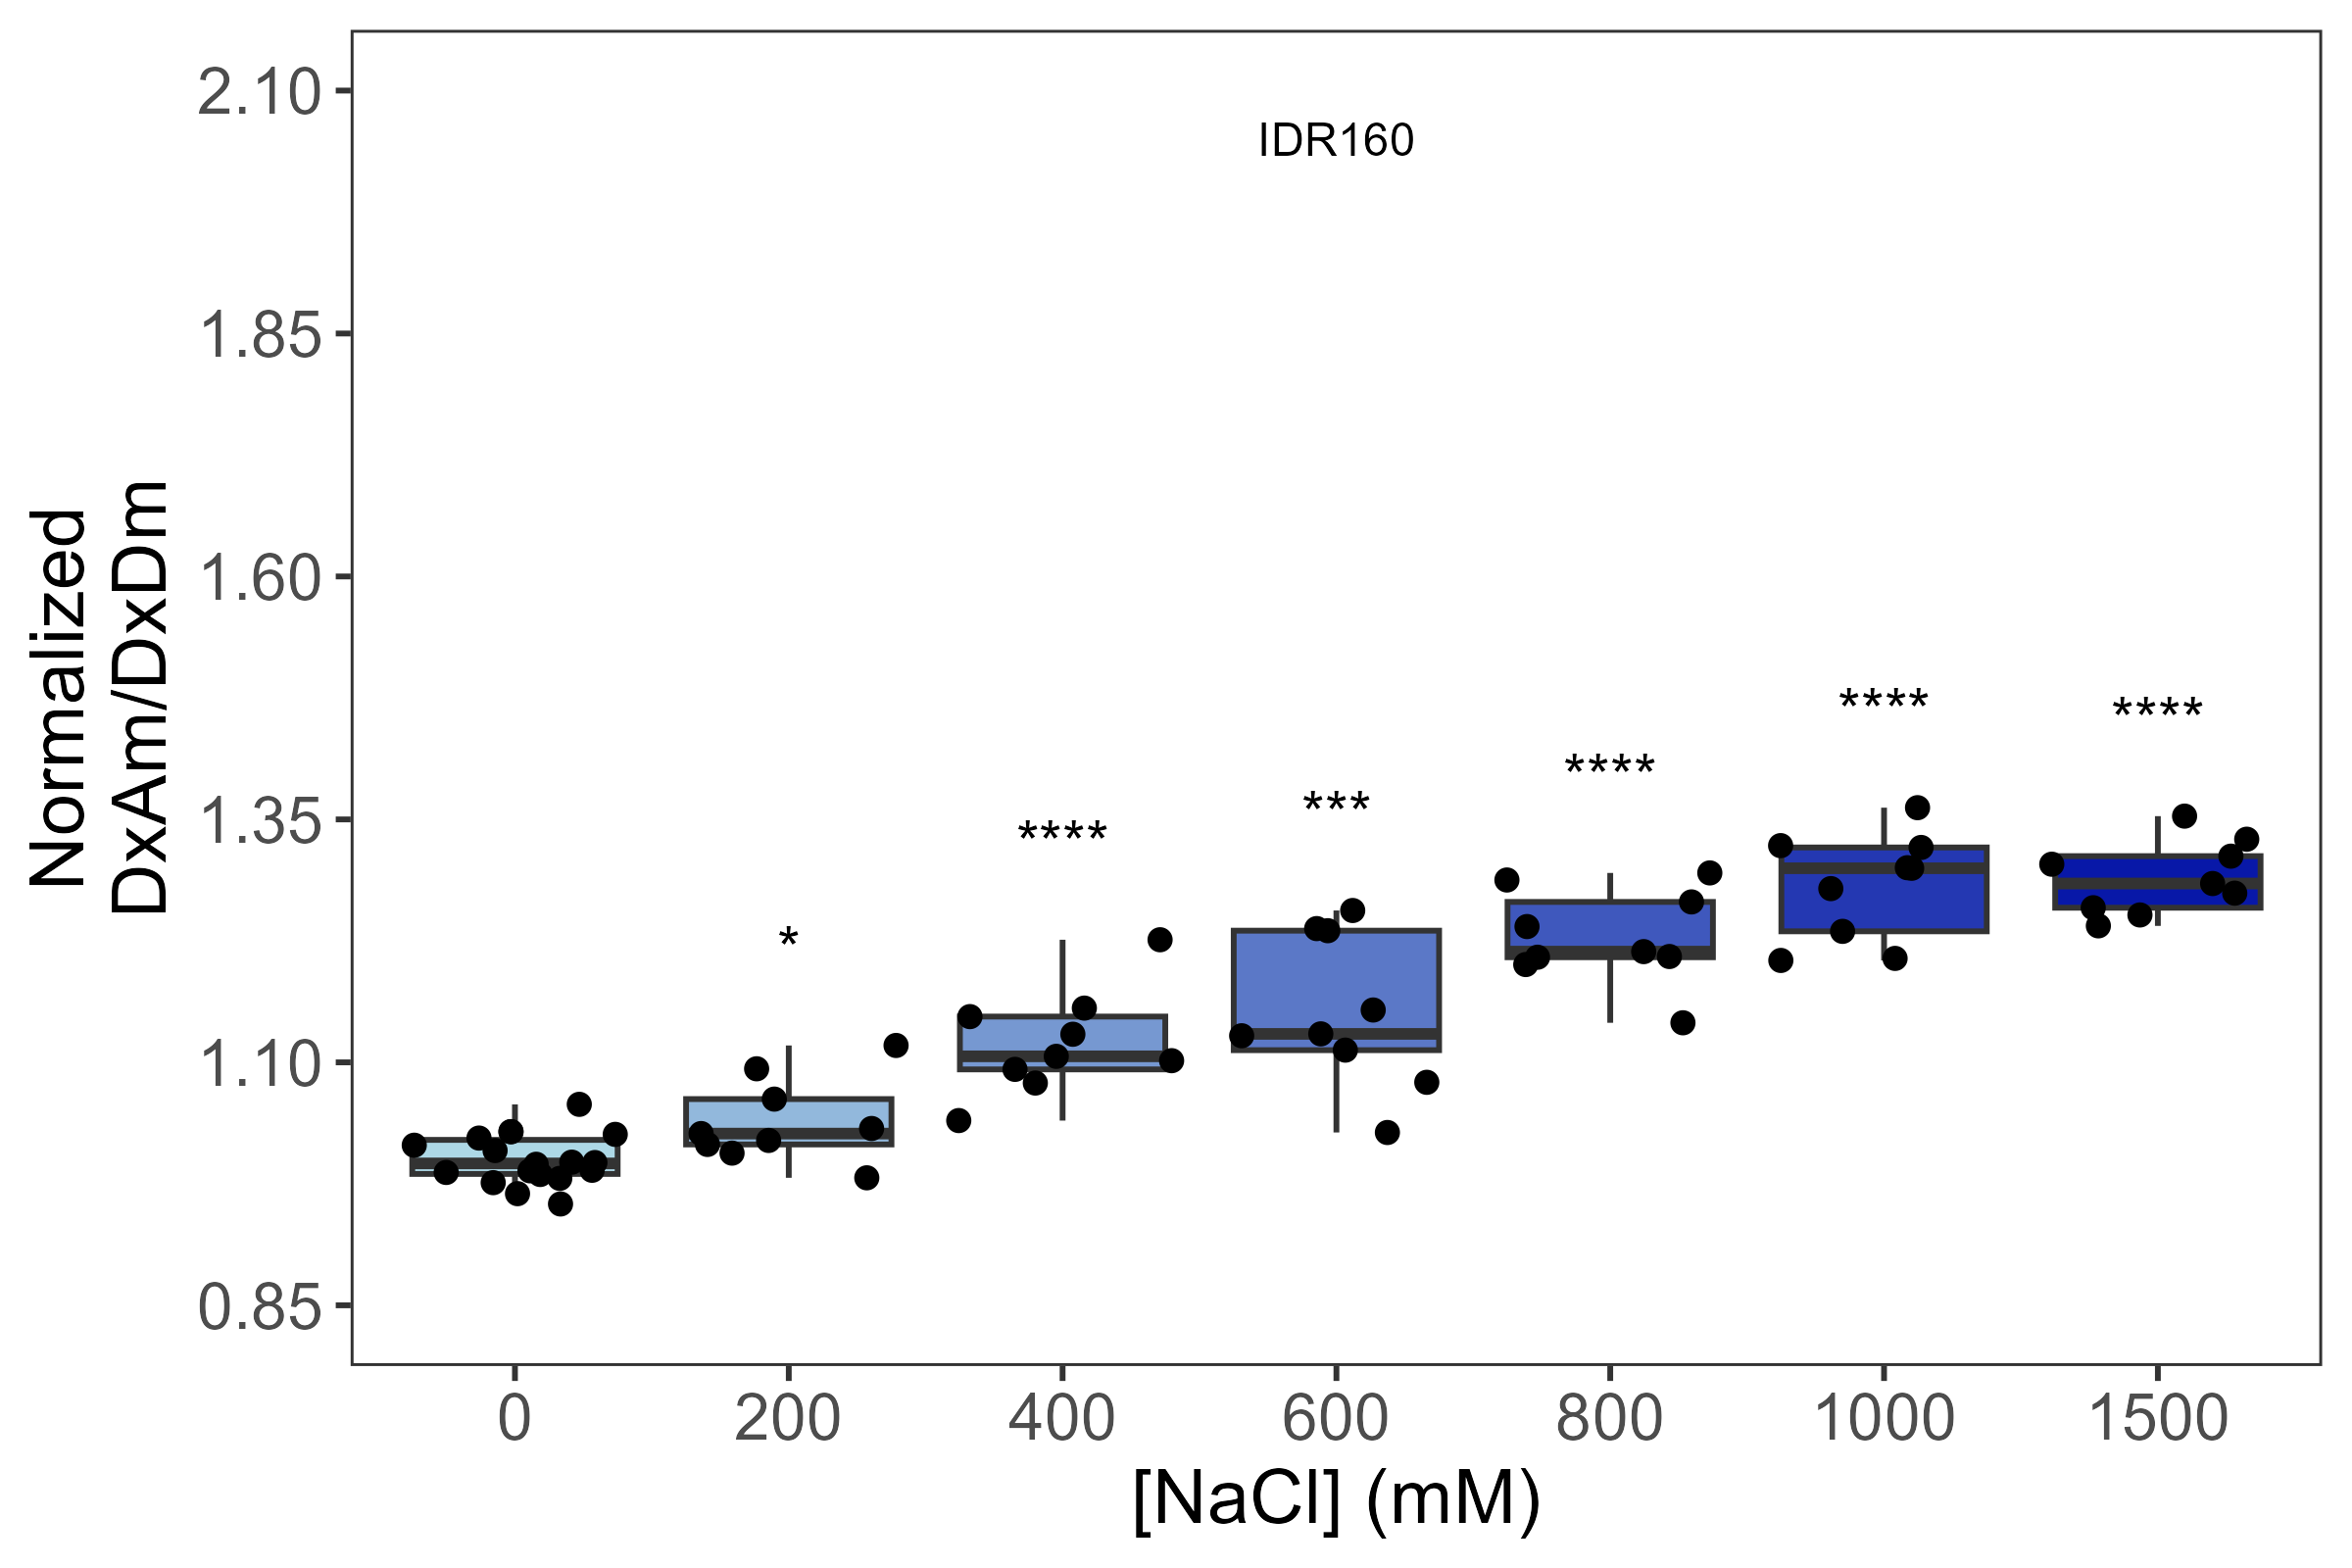 IDR160
2.10
1.85
1.60
1.35
1.10
0.85
Normalized
DxAm/DxDm
*
****
***
****
****
****
0 200 400 600 800 1000 1500
[NaCl] (mM)